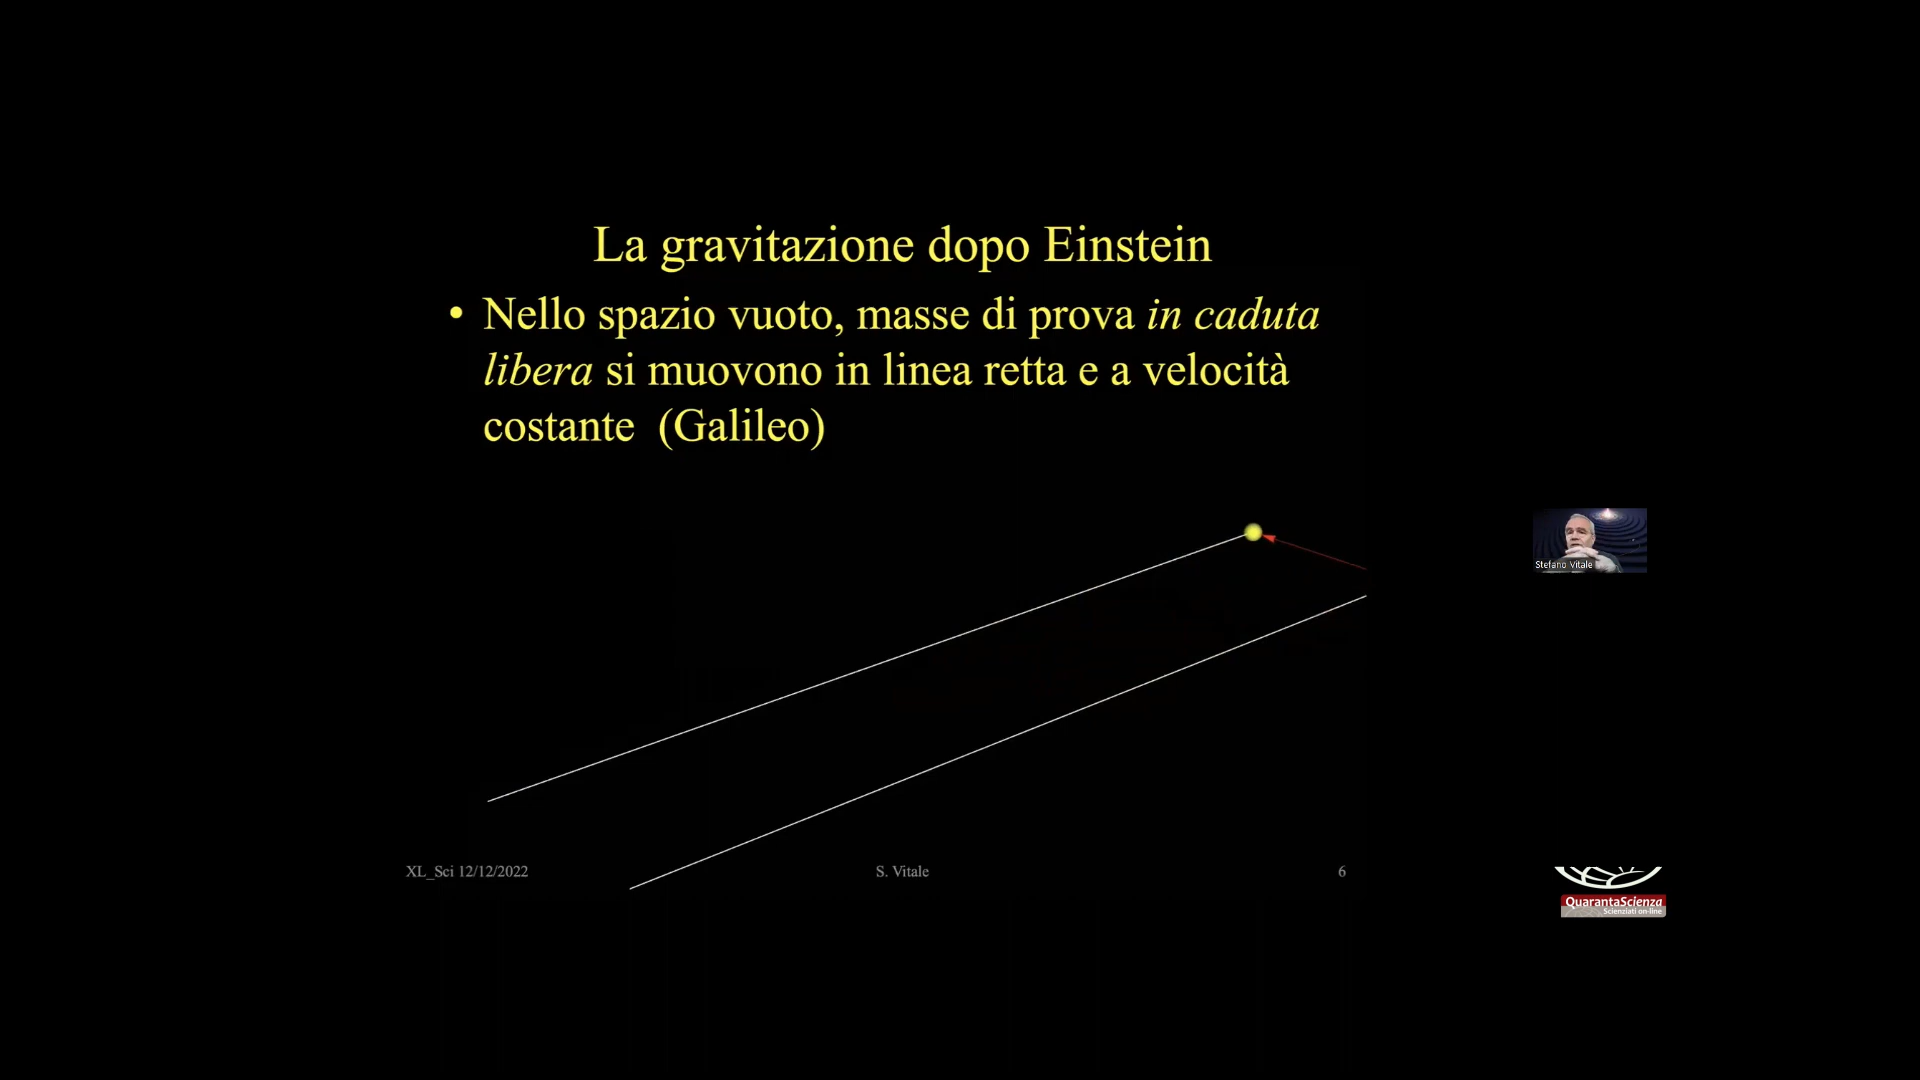 La gravitazione dopo Einstein
• Nello spazio vuoto, masse di prova in caduta
libera si muovono in linea retta e a velocità
costante (Galileo)
Stefano Vitale
XL_Sci 12/12/2022
S. Vitale
6
QuarantaScienza
Scienziati on-line